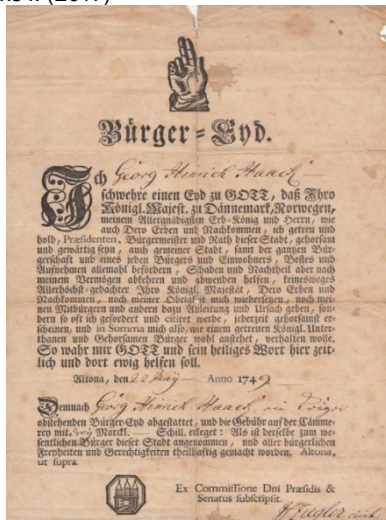 Bürger-Eyd.
Ich Georg Hinrich Haack
schwehre einen Eyd zu GOTT, daß Ihro
Königl. Majest. zu Dännemark, Norwegen,
meinem Allergnädigsten Erb-König und Herrn, wie
auch Dero Erben und Nachkommen, ich getreu und
hold, Præsidenten, Bürgermeister und Rath dieser Stadt, gehorsam
und gewärtig seyn, auch gemeiner Stadt, samt der gantzen Bür-
gerschaft und eines jeden Bürgers und Einwohners, Bestes und
Aufnehmen allemahl befördern, Schaden und Nachtheil aber nach
meinem Vermögen abkehren und abwenden helfen, keinesweges
Allerhöchst-gedachter Ihro Königl. Majestät, Dero Erben und
Nachkommen, noch meiner Obrigkeit mich wiedersetzen, noch mei-
nen Mitbürgern und andern dazu Anleitung und Ursach geben, son-
dern so oft ich gefordert und citiret werde, jederzeit gehorsamst er-
scheinen, und in Summa mich also, wie einem getreuen Königl. Unter-
thanen und Gehorsamen Bürger wohl anstehet, verhalten wolle.
So wahr mir GOTT und sein heiliges Wort hier zeit-
lich und dort ewig helfen soll.
Altona, den 22 May Anno 1749
Demnach Georg Hinrich Haack
obstehenden Bürger-Eyd abgestattet, und die Gebühr auf der Cämme-
rey mit Marckl. Schill. erleget: Als ist derselbe zum we-
sentlichen Bürger dieser Stadt angenommen, und aller bürgerlichen
Freyheiten und Gerechtigkeiten theilhaftig gemacht worden. Altona,
ut supra.
Ex Commissione Dni Præsidis &
Senatus subscripsit.